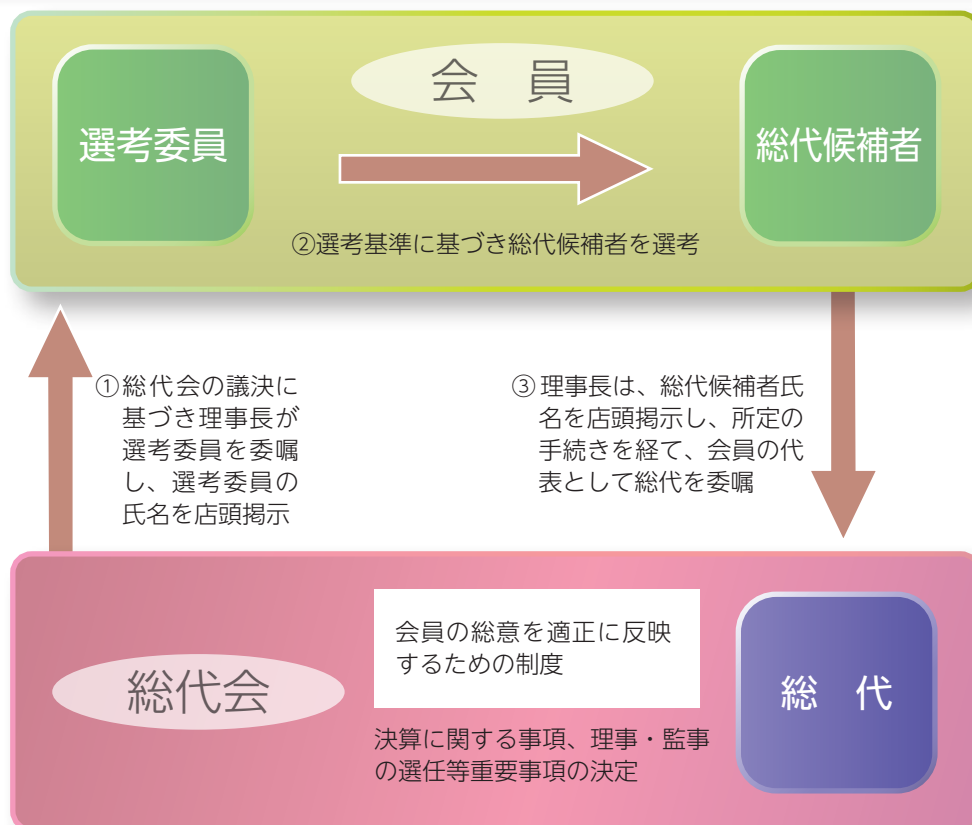 会 員
選考委員
総代候補者
②選考基準に基づき総代候補者を選考
①総代会の議決に
基づき理事長が
選考委員を委嘱
し、選考委員の
氏名を店頭掲示
③理事長は、総代候補者氏
名を店頭掲示し、所定の
手続きを経て、会員の代
表として総代を委嘱
総代会
会員の総意を適正に反映
するための制度
決算に関する事項、理事・監事
の選任等重要事項の決定
総 代